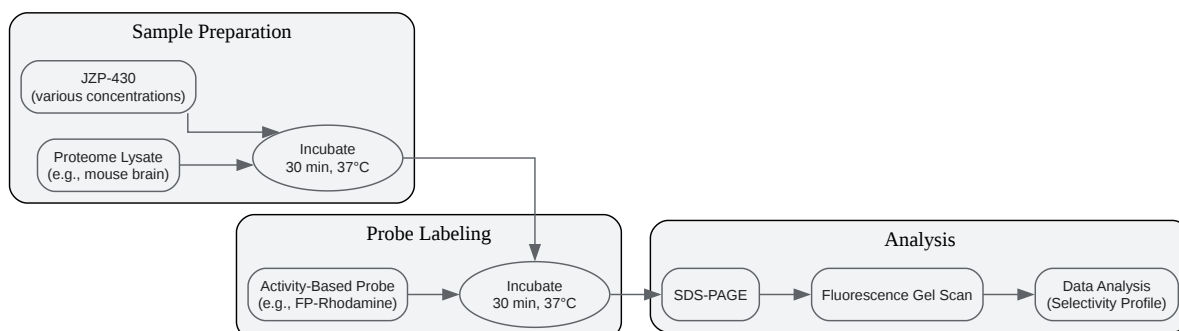 Sample Preparation
JZP-430
(various concentrations)
Proteome Lysate
(e.g., mouse brain)
Incubate
30 min, 37°C
Probe Labeling
Activity-Based Probe
(e.g., FP-Rhodamine)
Incubate
30 min, 37°C
Analysis
SDS-PAGE
Fluorescence Gel Scan
Data Analysis
(Selectivity Profile)